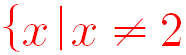 {x | x ≠ 2